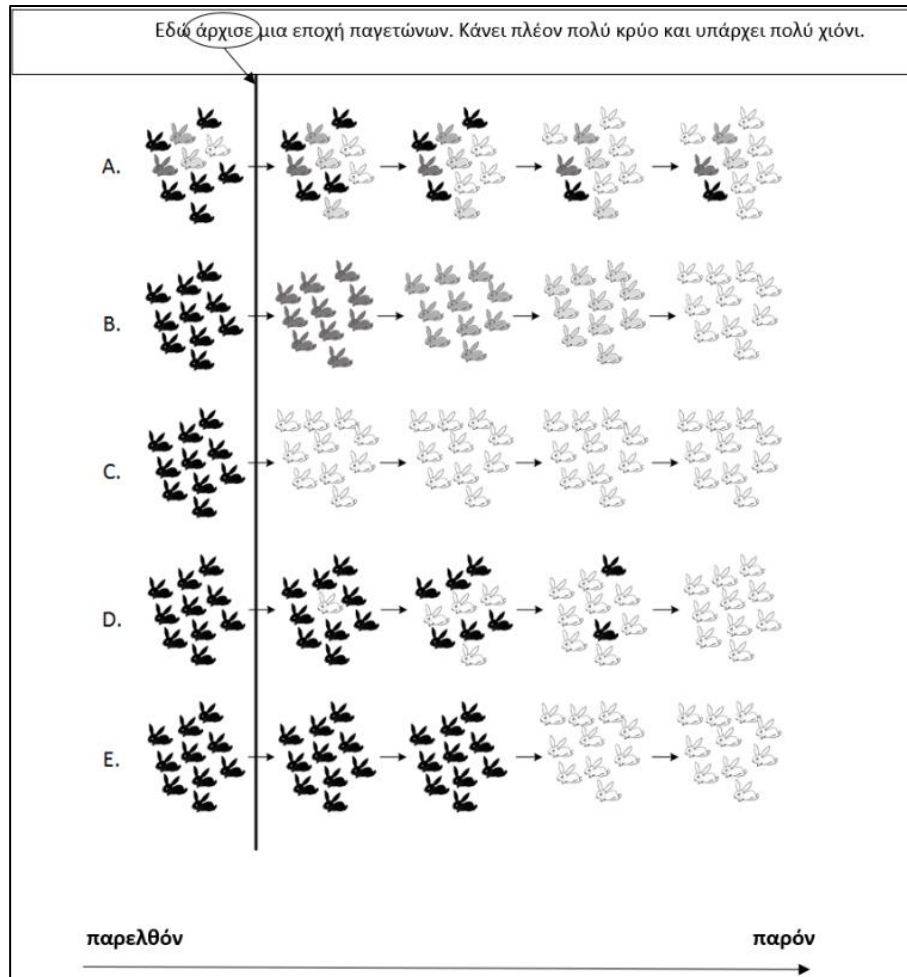 Εδώ άρχισε μια εποχή παγετώνων. Κάνει πλέον πολύ κρύο και υπάρχει πολύ χιόνι.
A.
B.
C.
D.
E.
παρελθόν παρόν